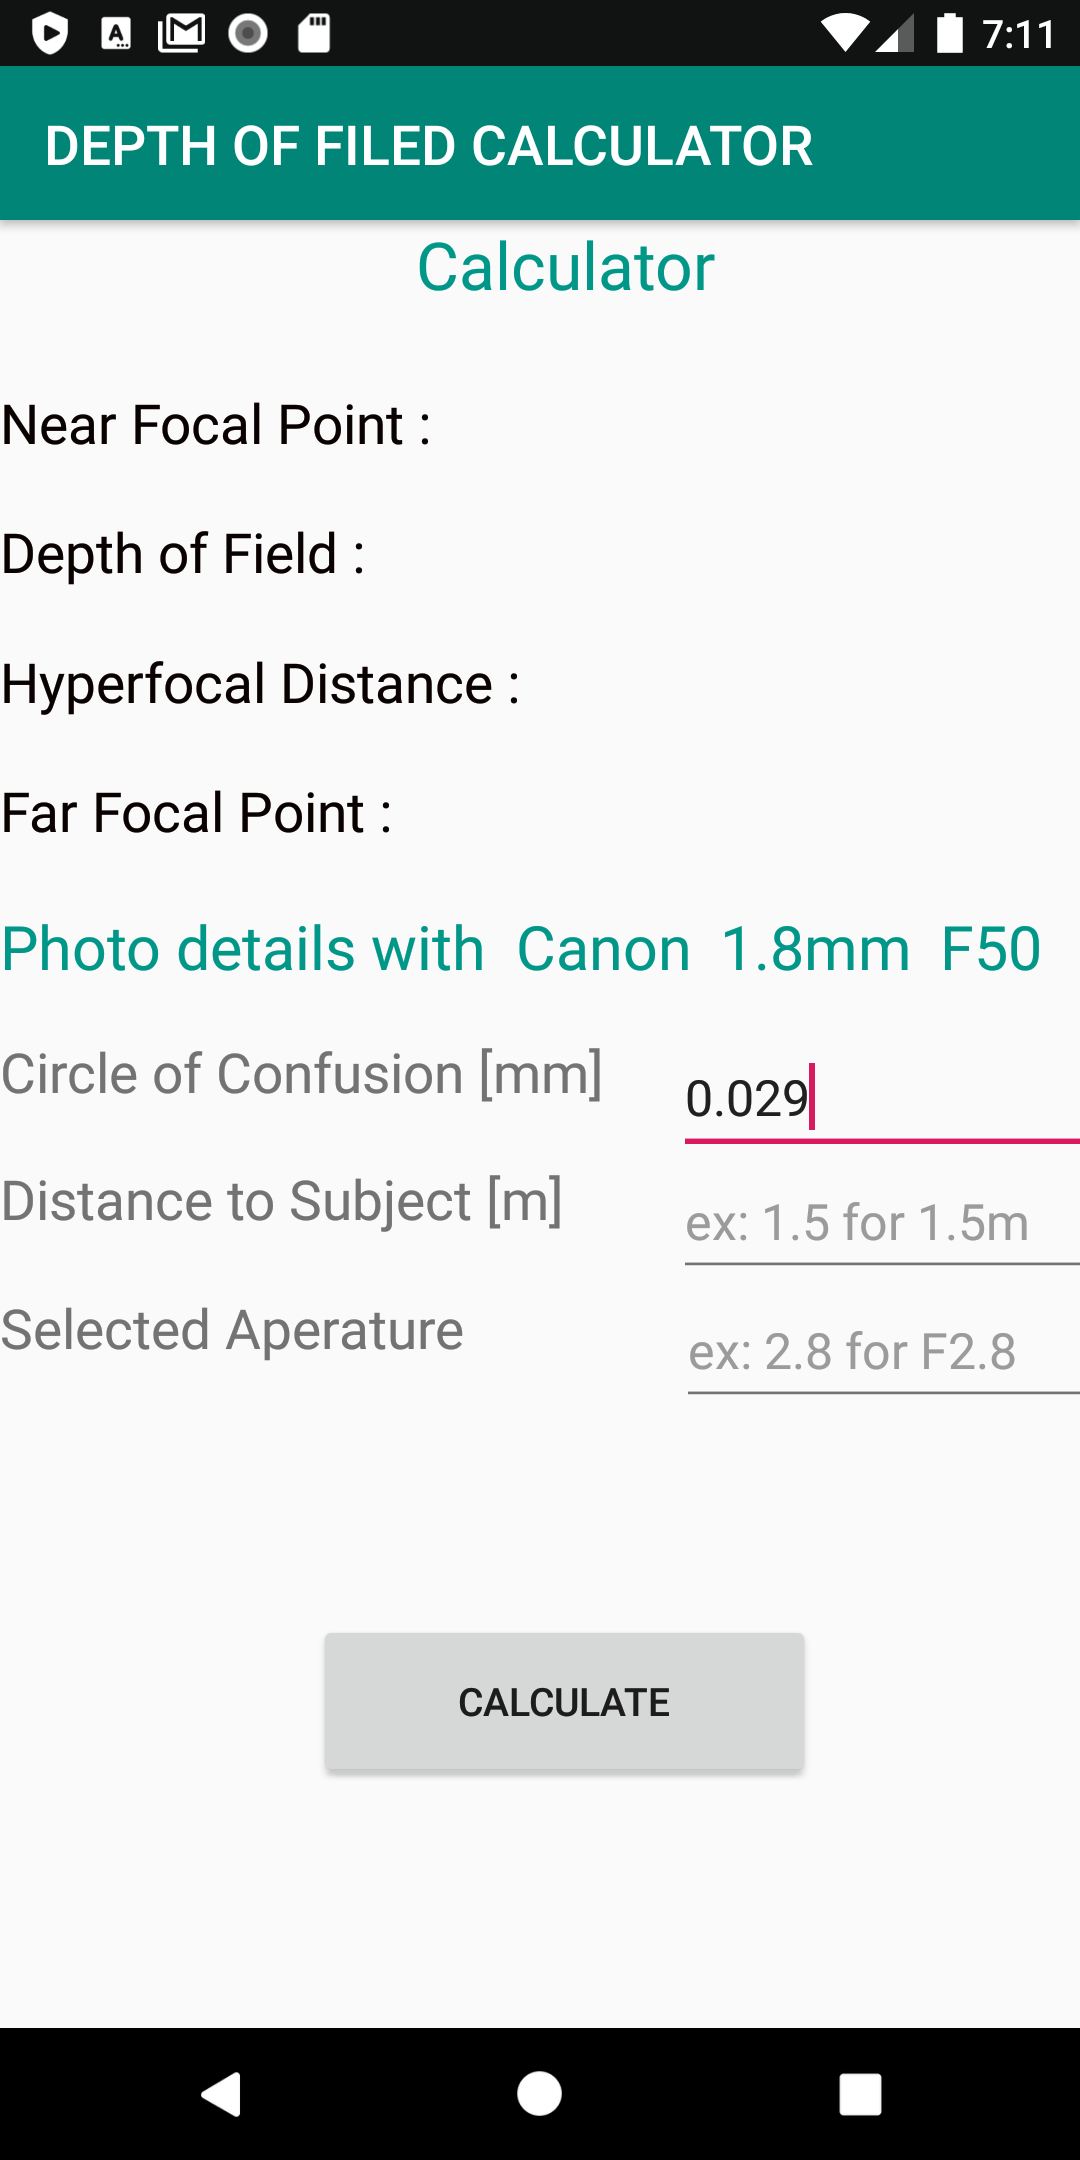 7:11
DEPTH OF FILED CALCULATOR
Calculator
Near Focal Point :
Depth of Field :
Hyperfocal Distance :
Far Focal Point :
Photo details with Canon 1.8mm F50
Circle of Confusion [mm] 0.029
Distance to Subject [m] ex: 1.5 for 1.5m
Selected Aperature ex: 2.8 for F2.8
CALCULATE